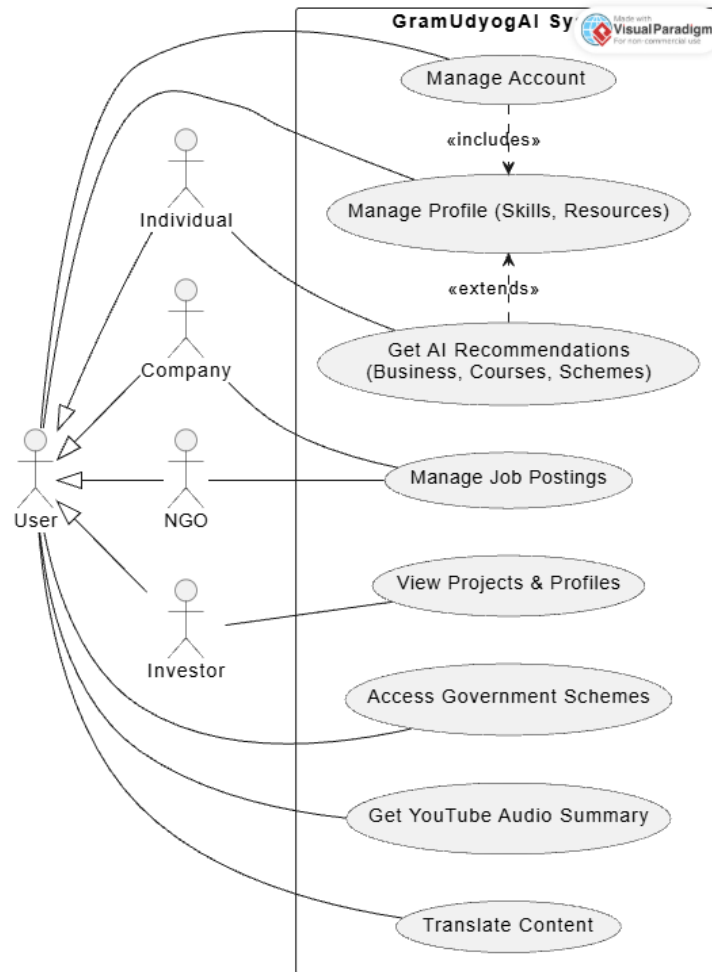 GramUdyogAI Sy
Made with
VisualParadigm
For non-commercial use
Manage Account
«includes»
Individual
Manage Profile (Skills, Resources)
«extends»
Company
Get AI Recommendations
(Business, Courses, Schemes)
User
NGO
Manage Job Postings
Investor
View Projects & Profiles
Access Government Schemes
Get YouTube Audio Summary
Translate Content